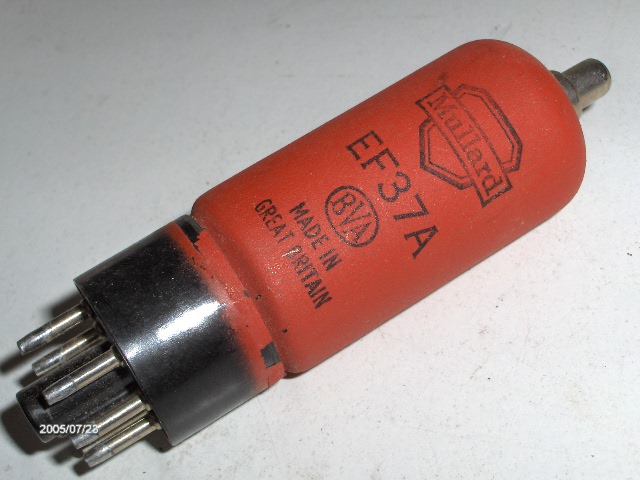 Mullard
EF37A
BVA
MADE IN
GREAT BRITAIN
2005/07/23